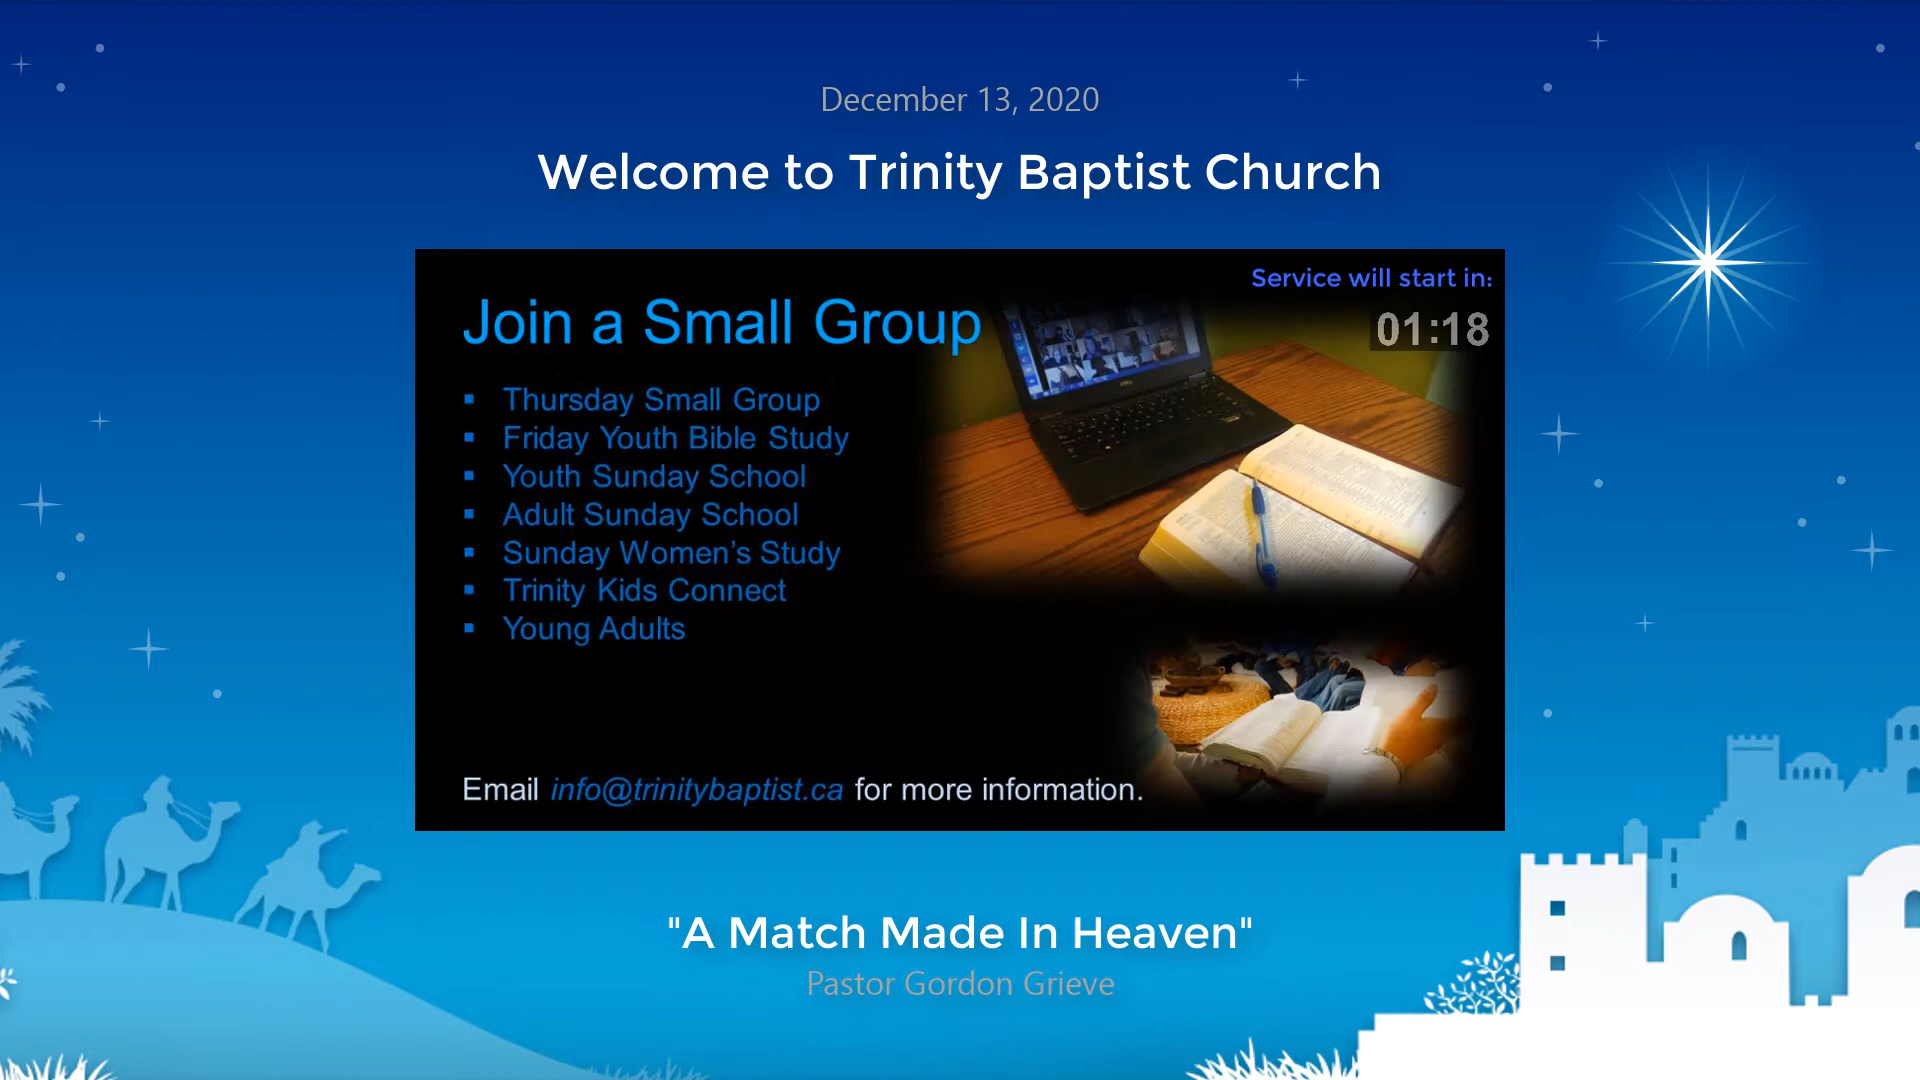 December 13, 2020
Welcome to Trinity Baptist Church
Service will start in:
01:18
Join a Small Group
▪ Thursday Small Group
▪ Friday Youth Bible Study
▪ Youth Sunday School
▪ Adult Sunday School
▪ Sunday Women’s Study
▪ Trinity Kids Connect
▪ Young Adults
Email info@trinitybaptist.ca for more information.
"A Match Made In Heaven"
Pastor Gordon Grieve